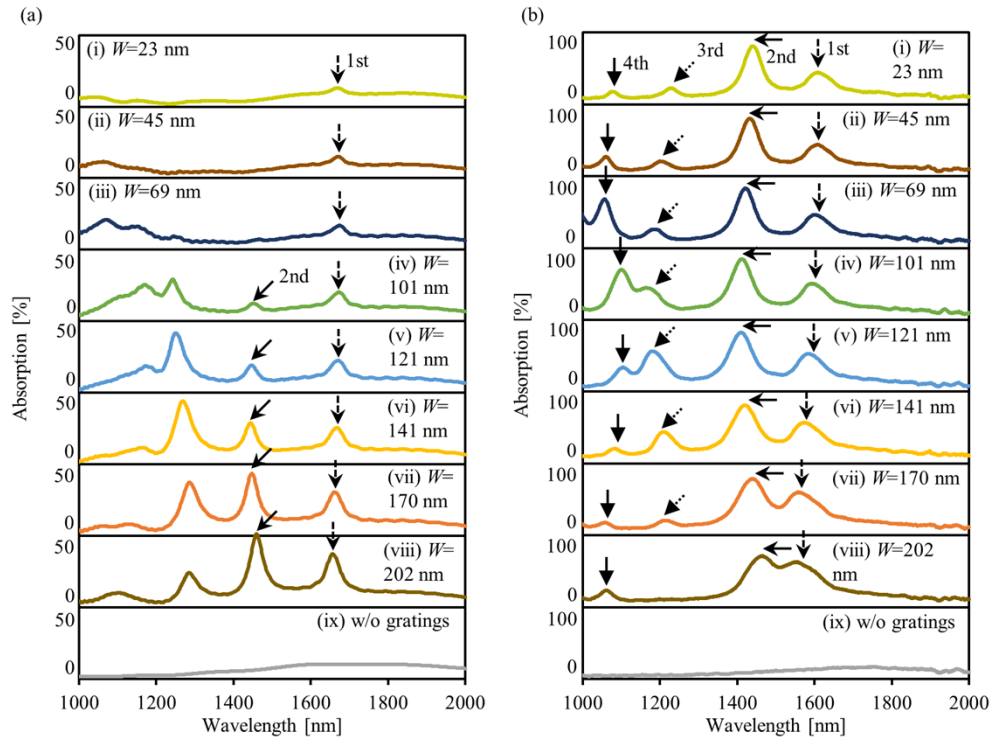 (a)
50
(i) W=23 nm
1st
0
50
(ii) W=45 nm
0
50
(iii) W=69 nm
0
50
(iv) W=
101 nm
2nd
0
50
(v) W=
121 nm
0
50
(vi) W=
141 nm
0
50
(vii) W=
170 nm
0
50
(viii) W=
202 nm
0
50
(ix) w/o gratings
0
1000 1200 1400 1600 1800 2000
Wavelength [nm]
Absorption [%]
(b)
100
(i) W=
23 nm
4th
3rd
2nd
1st
0
100
(ii) W=45 nm
0
100
(iii) W=69 nm
0
100
(iv) W=
101 nm
0
100
(v) W=121 nm
0
100
(vi) W=
141 nm
0
100
(vii) W=
170 nm
0
100
(viii) W=202
nm
0
100
(ix) w/o gratings
0
1000 1200 1400 1600 1800 2000
Wavelength [nm]
Absorption [%]